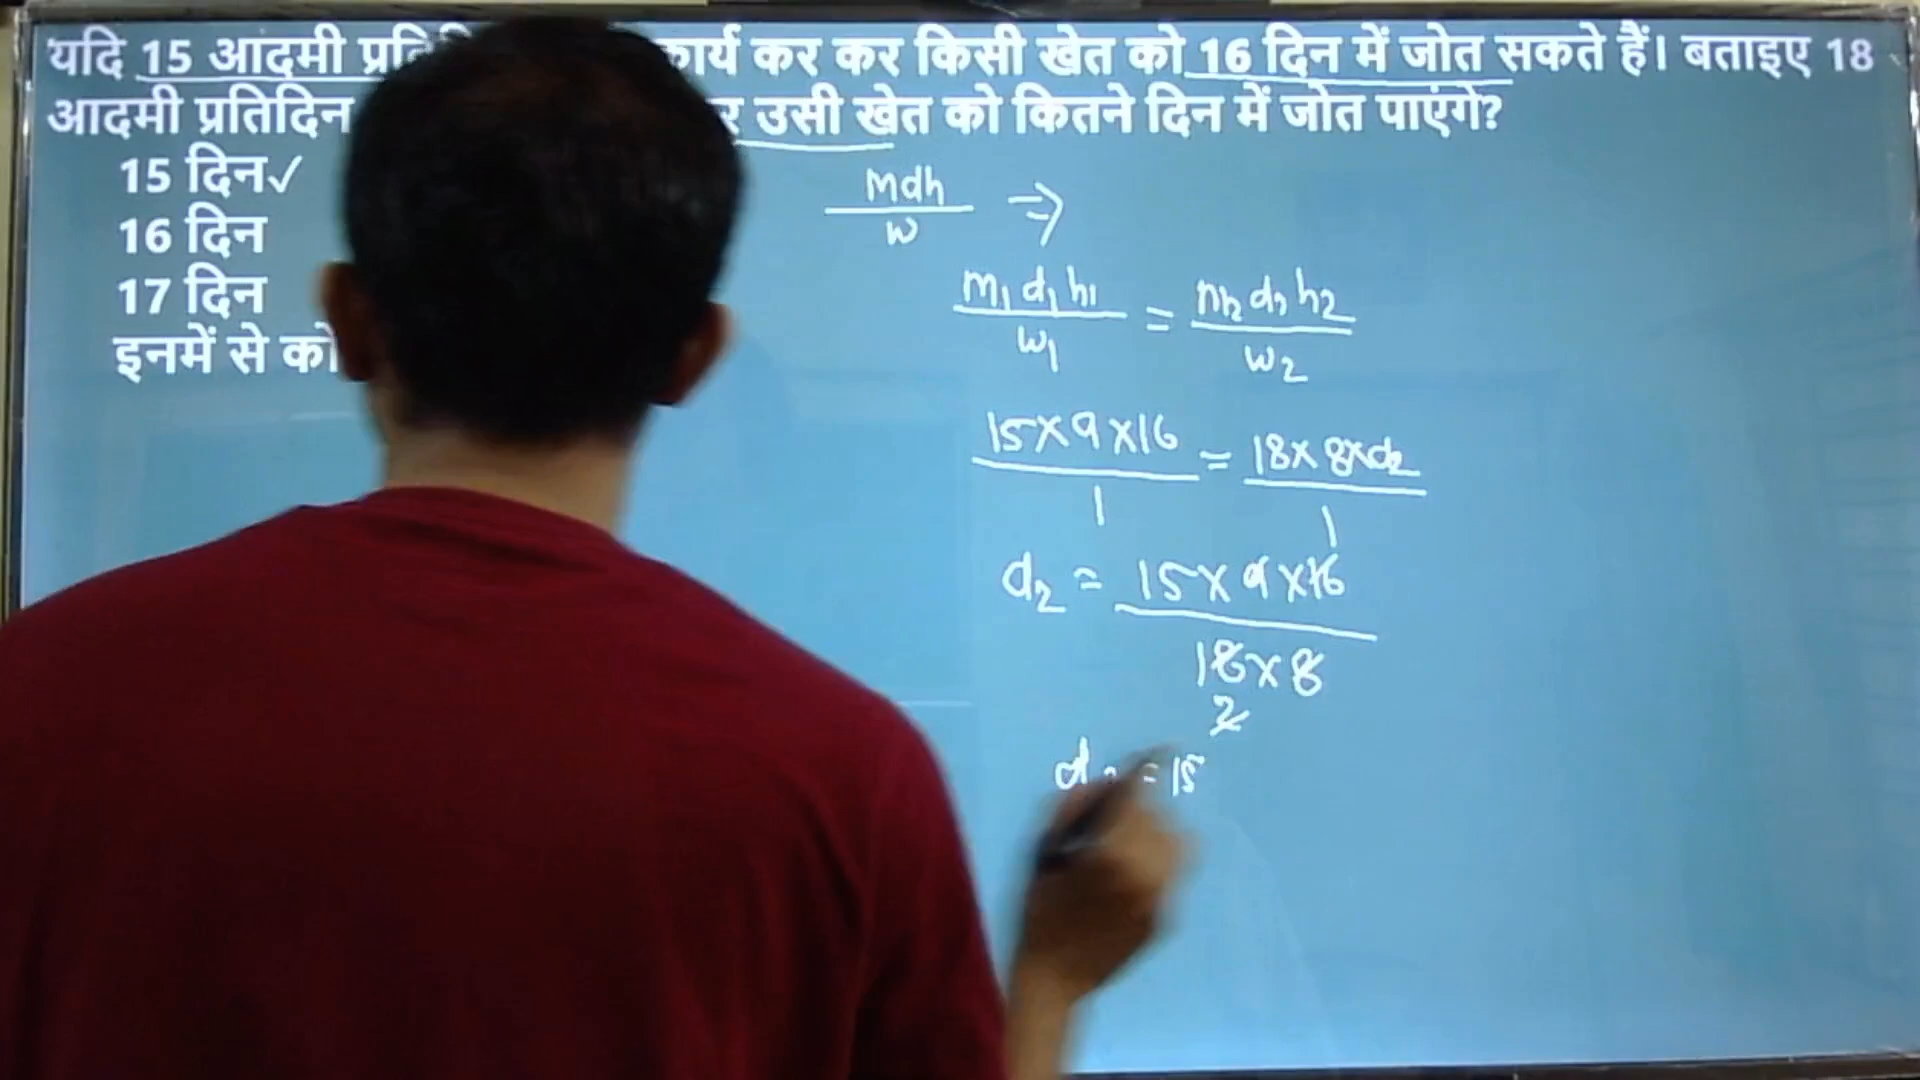 यदि 15 आदमी कार्य कर कर किसी खेत को 16 दिन में जोत सकते हैं। बताइए 18
आदमी प्रतिदिन उसी खेत को कितने दिन में जोत पाएंगे?
15 दिन✓
16 दिन
17 दिन
इनमें से
mdh
w
⇒
m₁ d₁ h₁ = m₂ d₂ h₂
w₁ w₂
15×9×16 = 18×8×d₂
1 1
d₂ = 15×9×16
18×8
2
= 15